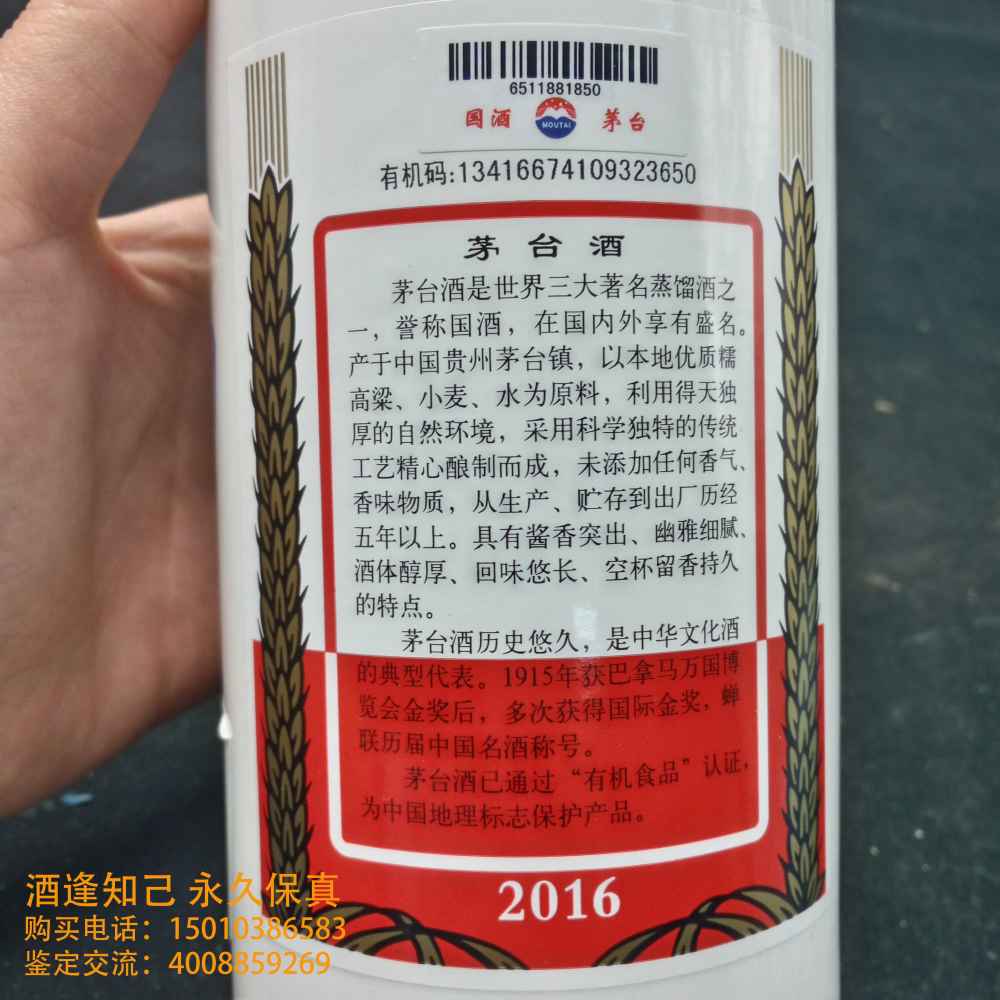 6511881850
国酒 MOUTAI 茅台
有机码:13416674109323650
茅台酒
茅台酒是世界三大著名蒸馏酒之
一，誉称国酒，在国内外享有盛名。
产于中国贵州茅台镇，以本地优质糯
高粱、小麦、水为原料，利用得天独
厚的自然环境，采用科学独特的传统
工艺精心酿制而成，未添加任何香气、
香味物质，从生产、贮存到出厂历经
五年以上。具有酱香突出、幽雅细腻、
酒体醇厚、回味悠长、空杯留香持久
的特点。
茅台酒历史悠久，是中华文化酒
的典型代表。1915年获巴拿马万国博
览会金奖后，多次获得国际金奖，蝉
联历届中国名酒称号。
茅台酒已通过“有机食品”认证，
为中国地理标志保护产品。
2016
酒逢知己 永久保真
购买电话：15010386583
鉴定交流：4008859269